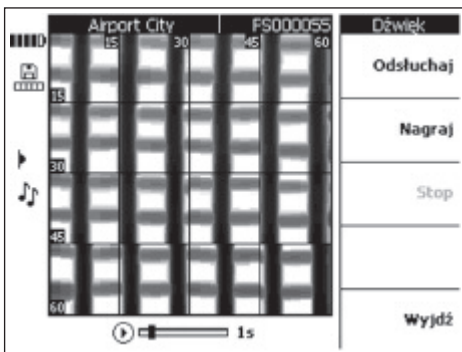 Airport City FS000055 Dźwięk
15 30 45 60
15
30
45
60
Odsłuchaj
Nagraj
Stop
Wyjdź
1s